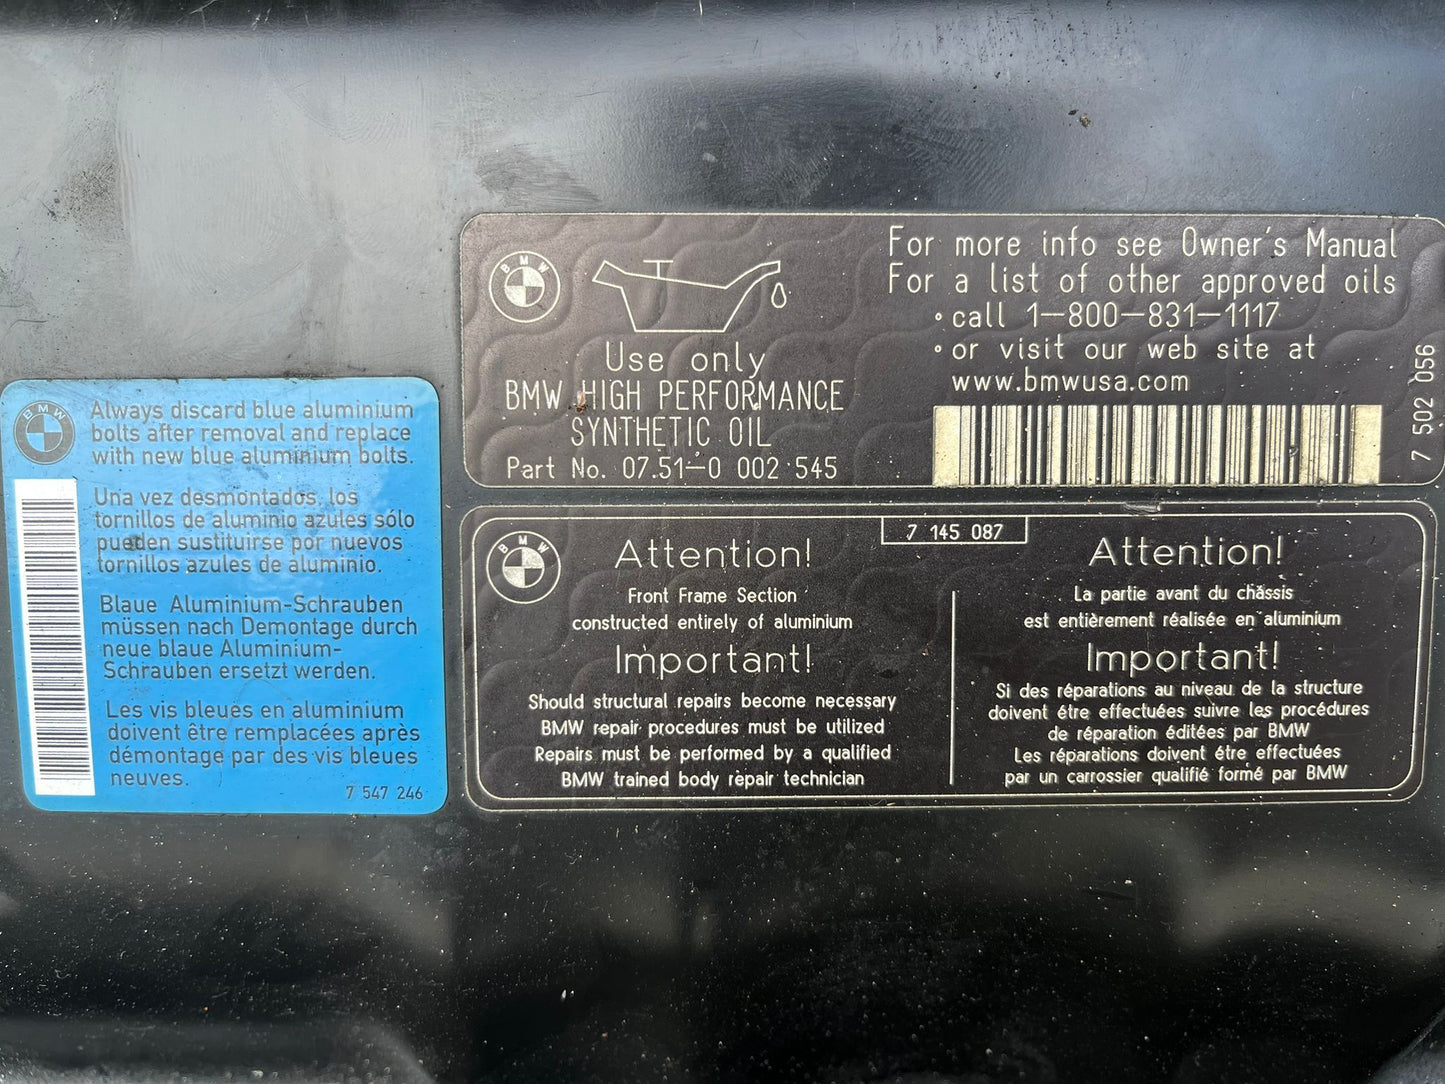 BMW
Always discard blue aluminium
bolts after removal and replace
with new blue aluminium bolts.
Una vez desmontados, los
tornillos de aluminio azules sólo
pueden sustituirse por nuevos
tornillos azules de aluminio.
Blaue Aluminium-Schrauben
müssen nach Demontage durch
neue blaue Aluminium-
Schrauben ersetzt werden.
Les vis bleues en aluminium
doivent être remplacées après
démontage par des vis bleues
neuves.
7 547 246
BMW
Use only
BMW HIGH PERFORMANCE
SYNTHETIC OIL
Part No. 07.51-0 002 545
For more info see Owner's Manual
For a list of other approved oils
• call 1-800-831-1117
• or visit our web site at
www.bmwusa.com
7 502 056
BMW
7 145 087
Attention!
Front Frame Section
constructed entirely of aluminium
Important!
Should structural repairs become necessary
BMW repair procedures must be utilized
Repairs must be performed by a qualified
BMW trained body repair technician
Attention!
La partie avant du châssis
est entièrement réalisée en aluminium
Important!
Si des réparations au niveau de la structure
doivent être effectuées suivre les procédures
de réparation éditées par BMW
Les réparations doivent être effectuées
par un carrossier qualifié formé par BMW